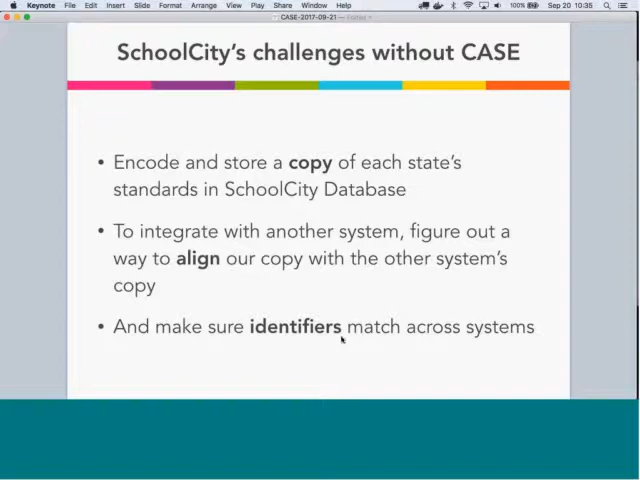 Keynote File Edit Insert Slide Format Arrange View Play Share Window Help 100% Sep 20 10:35
CASE-2017-09-21
SchoolCity's challenges without CASE
• Encode and store a copy of each state's
standards in SchoolCity Database
• To integrate with another system, figure out a
way to align our copy with the other system's
copy
• And make sure identifiers match across systems